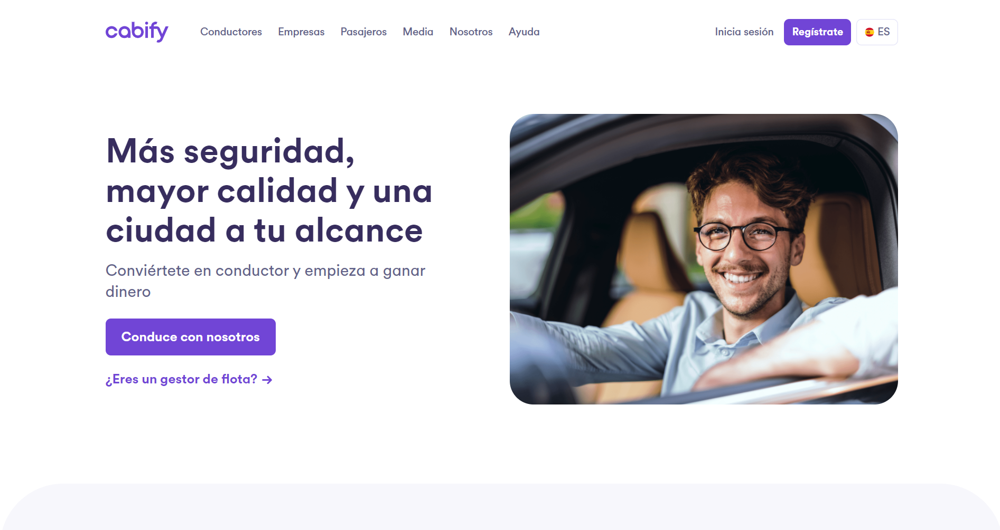 cabify
Conductores
Empresas
Pasajeros
Media
Nosotros
Ayuda
Inicia sesión
Regístrate
ES
Más seguridad,
mayor calidad y una
ciudad a tu alcance
Conviértete en conductor y empieza a ganar
dinero
Conduce con nosotros
¿Eres un gestor de flota? →